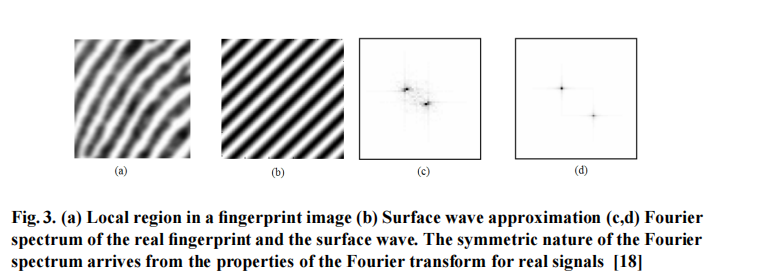 (a)
(b)
(c)
(d)
Fig. 3. (a) Local region in a fingerprint image (b) Surface wave approximation (c,d) Fourier
spectrum of the real fingerprint and the surface wave. The symmetric nature of the Fourier
spectrum arrives from the properties of the Fourier transform for real signals [18]